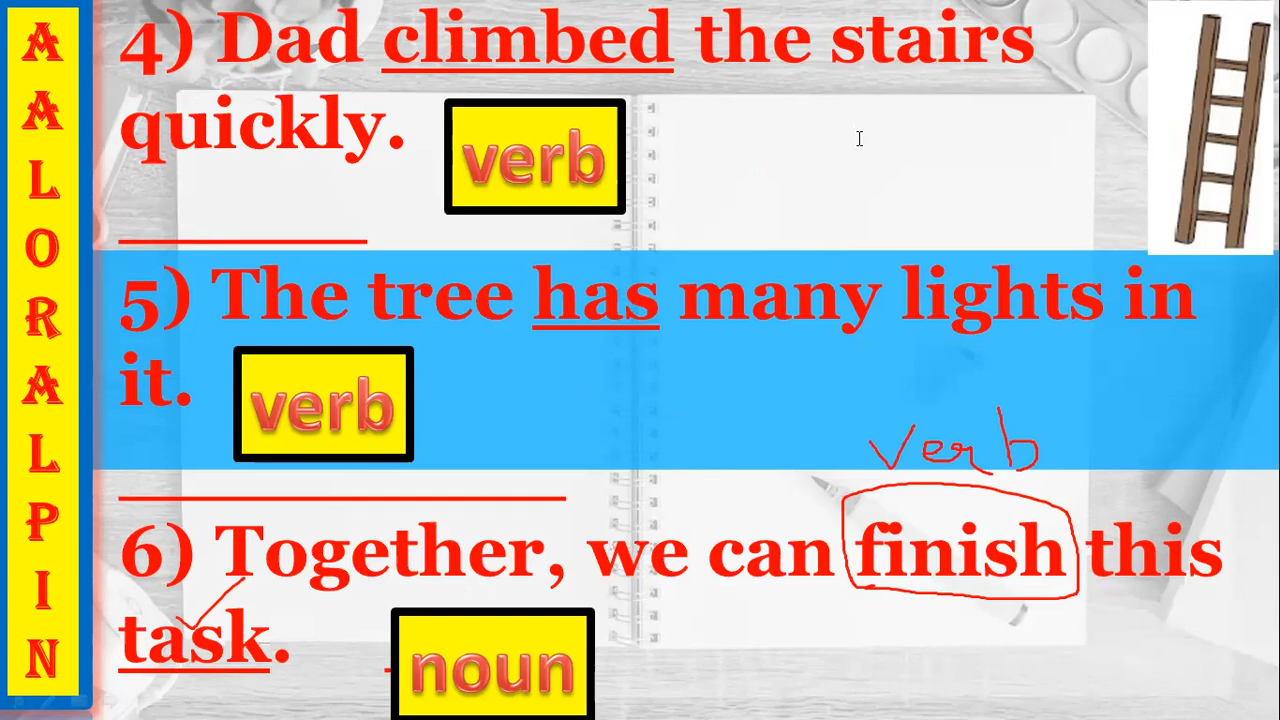 AALORALPIN
4) Dad climbed the stairs
quickly.
verb
5) The tree has many lights in
it.
verb
verb
6) Together, we can finish this
task.
noun